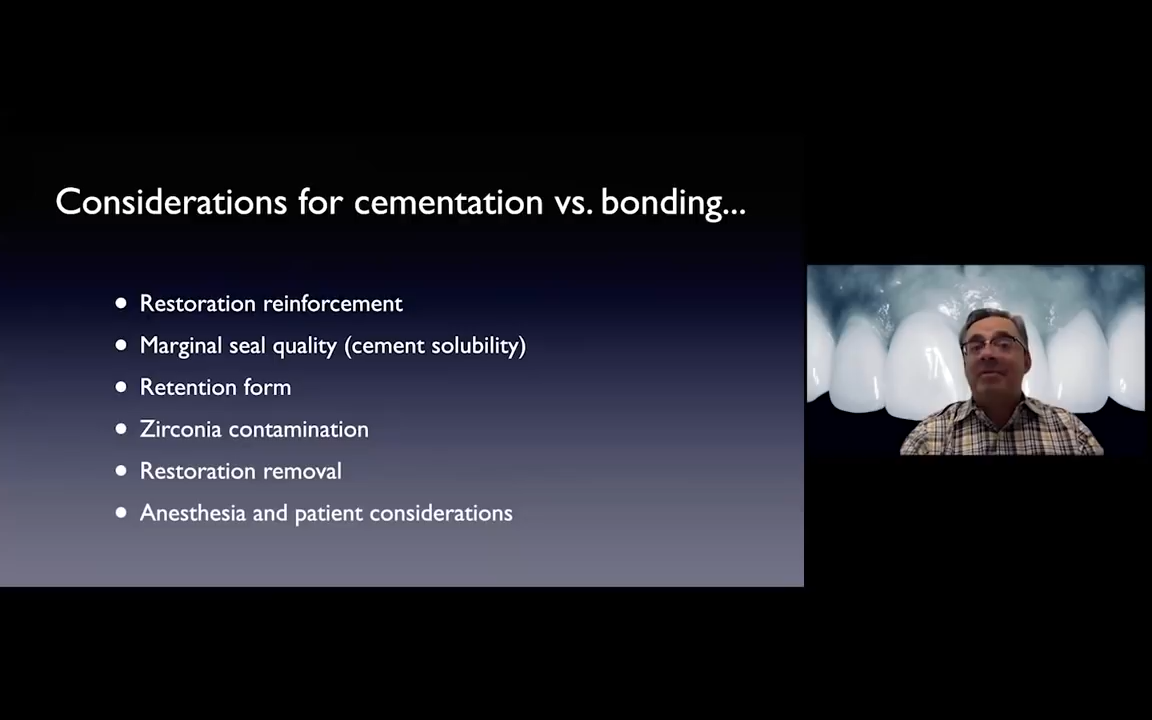 Considerations for cementation vs. bonding...
• Restoration reinforcement
• Marginal seal quality (cement solubility)
• Retention form
• Zirconia contamination
• Restoration removal
• Anesthesia and patient considerations